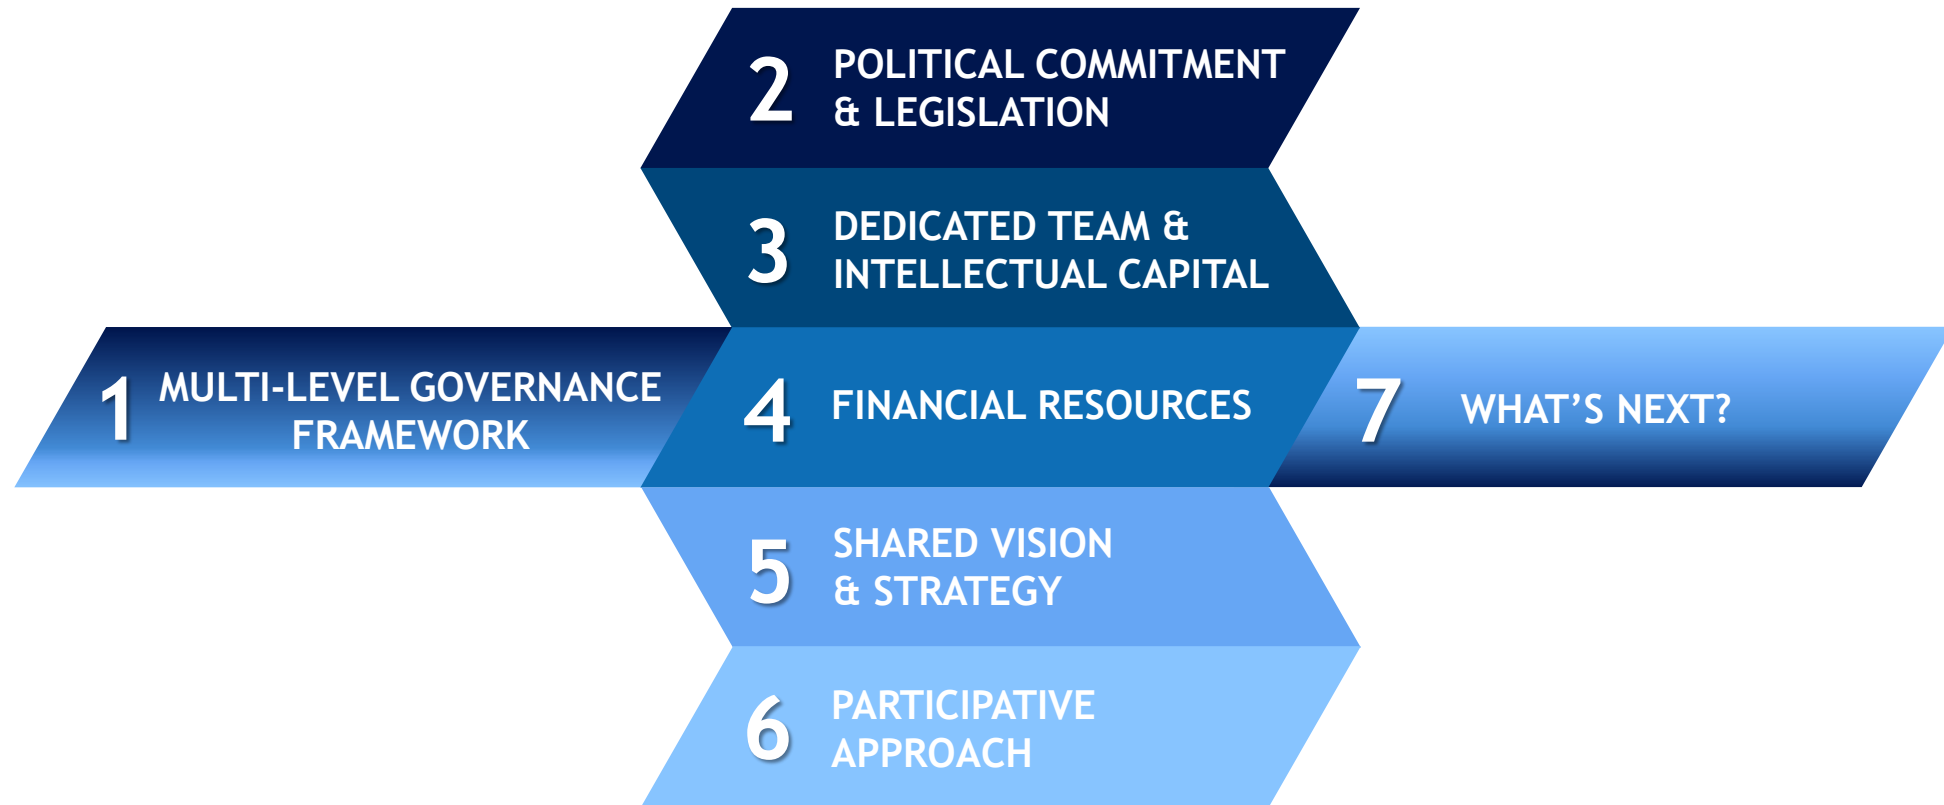 1
MULTI-LEVEL GOVERNANCE
FRAMEWORK
2
POLITICAL COMMITMENT
& LEGISLATION
3
DEDICATED TEAM &
INTELLECTUAL CAPITAL
4
FINANCIAL RESOURCES
5
SHARED VISION
& STRATEGY
6
PARTICIPATIVE
APPROACH
7
WHAT’S NEXT?